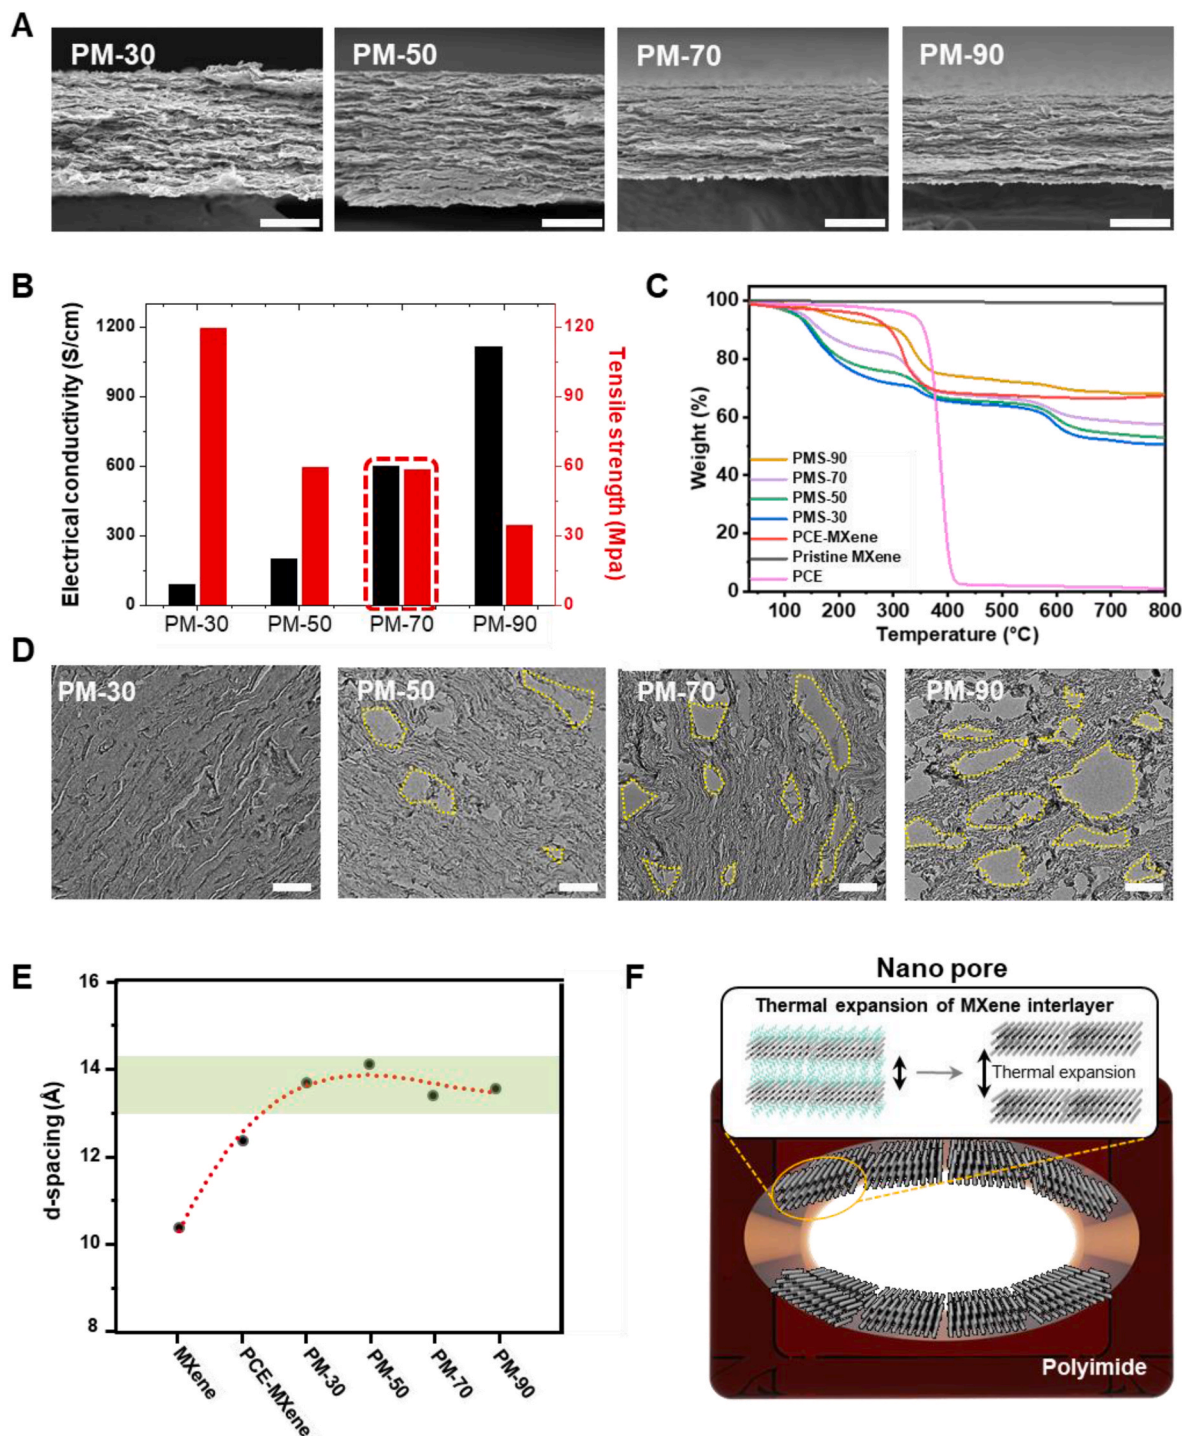 A
PM-30
PM-50
PM-70
PM-90
B
Electrical conductivity (S/cm)
1200
900
600
300
0
120
90
60
30
0
Tensile strength (Mpa)
PM-30
PM-50
PM-70
PM-90
C
Weight (%)
100
80
60
40
20
0
PMS-90
PMS-70
PMS-50
PMS-30
PCE-MXene
Pristine MXene
PCE
100 200 300 400 500 600 700 800
Temperature (°C)
D
PM-30
PM-50
PM-70
PM-90
E
d-spacing (Å)
16
14
12
10
8
MXene
PCE-MXene
PM-30
PM-50
PM-70
PM-90
F
Nano pore
Thermal expansion of MXene interlayer
Thermal expansion
Polyimide